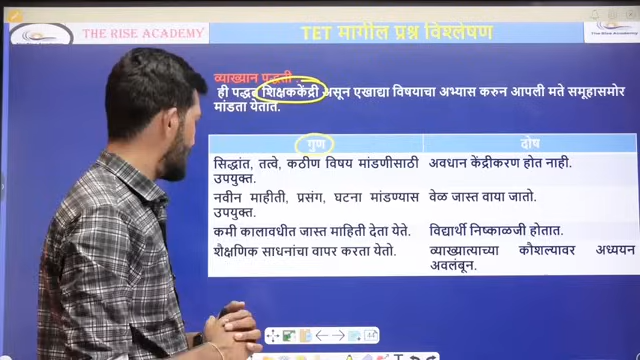 THE RISE ACADEMY
TET मागील प्रश्न विश्लेषण
The Rise Academy
व्याख्यान पद्धती
ही पद्धत शिक्षककेंद्री असून एखाद्या विषयाचा अभ्यास करुन आपली मते समूहासमोर
मांडता येतात.
गुण दोष
सिद्धांत, तत्वे, कठीण विषय मांडणीसाठी अवधान केंद्रीकरण होत नाही.
उपयुक्त.
नवीन माहीती, प्रसंग, घटना मांडण्यास वेळ जास्त वाया जातो.
उपयुक्त.
कमी कालावधीत जास्त माहिती देता येते. विद्यार्थी निष्काळजी होतात.
शैक्षणिक साधनांचा वापर करता येतो. व्याख्यात्याच्या कौशल्यावर अध्ययन
अवलंबून.